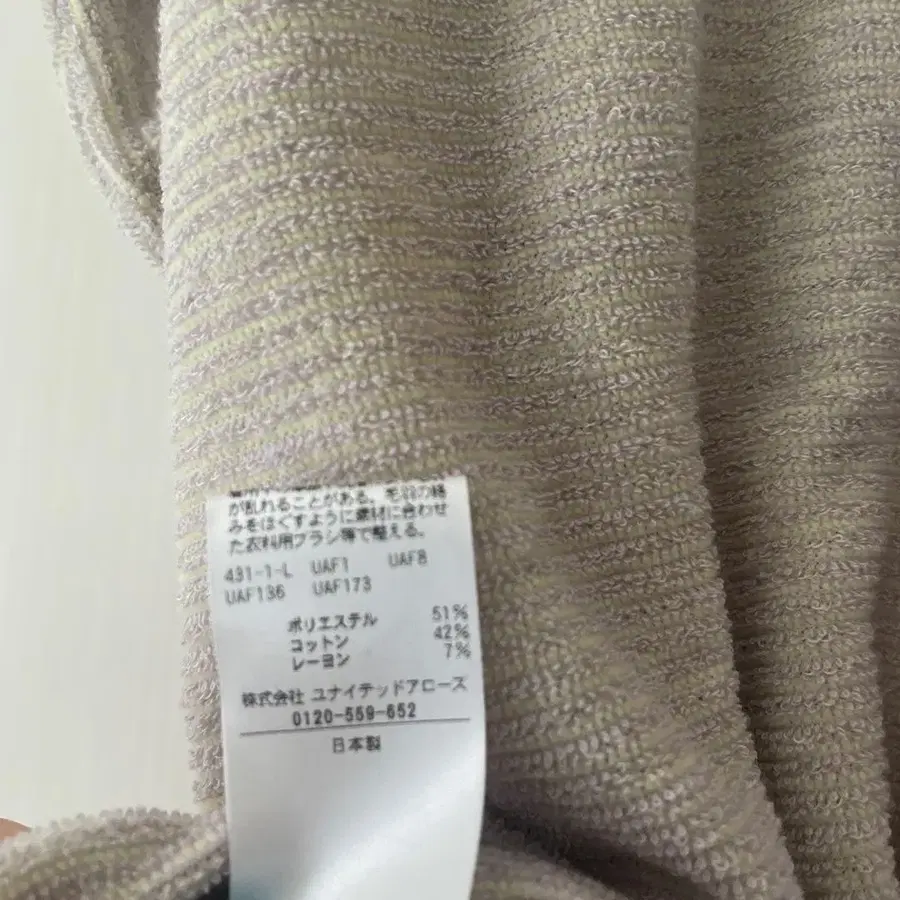 が乱れることがある。毛羽の絡
みをほぐすように素材に合わせ
た衣料用ブラシ等で整える。
431-1-L UAF1 UAF8
UAF136 UAF173
ポリエステル 51%
コットン 42%
レーヨン 7%
株式会社 ユナイテッドアローズ
0120-559-652
日本製